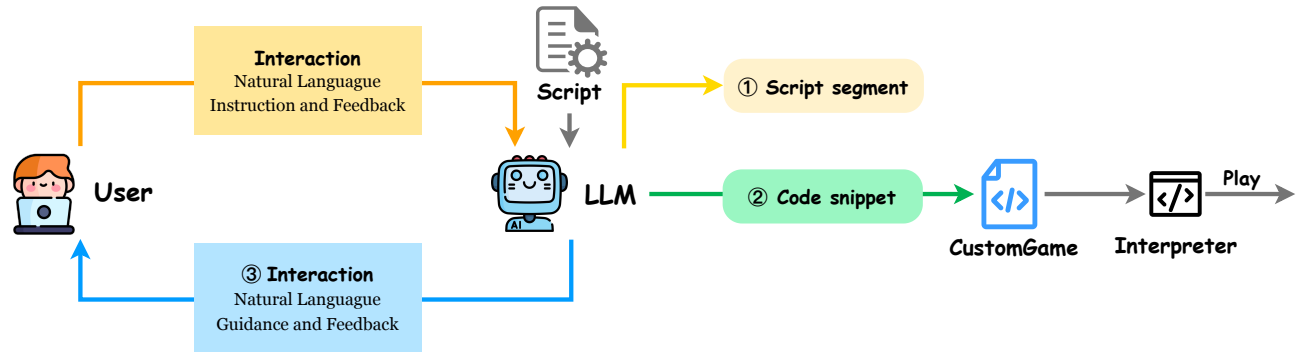 Interaction
Natural Languague
Instruction and Feedback
Script
① Script segment
User
AI
LLM
② Code snippet
</>
CustomGame
</>
Interpreter
Play
③ Interaction
Natural Languague
Guidance and Feedback